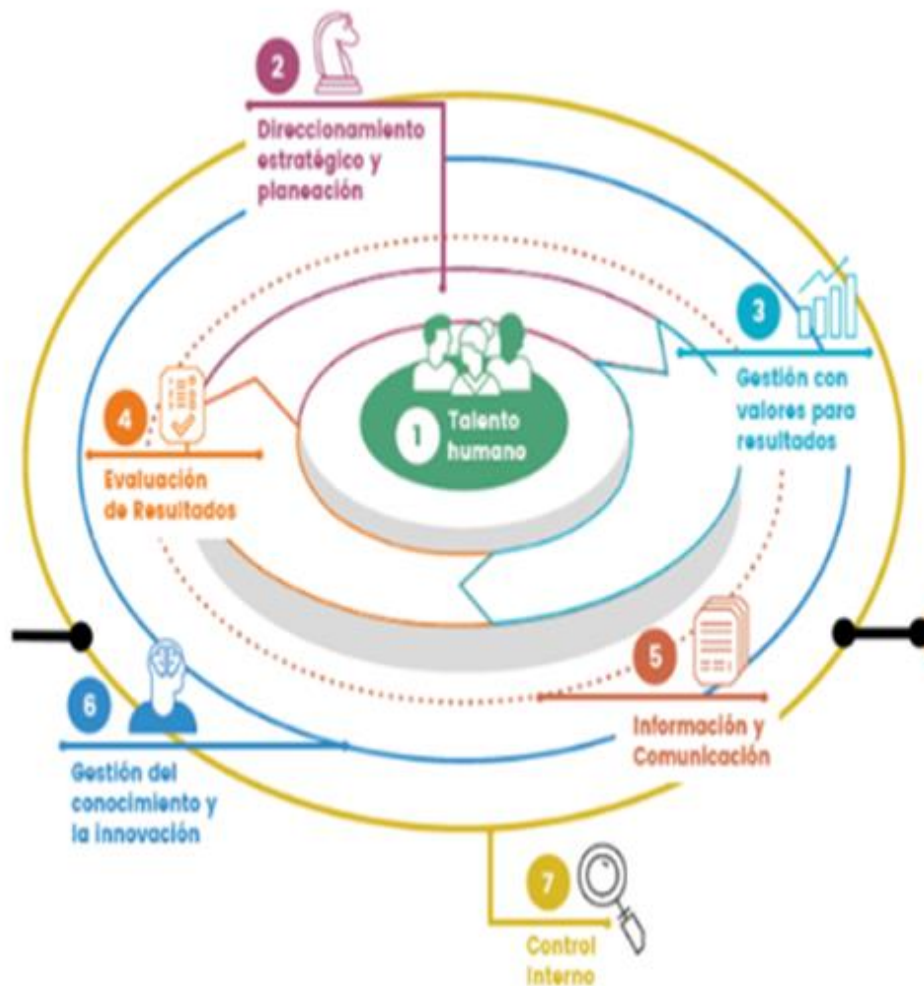 2
Direccionamiento
estratégico y
planeación
3
Gestión con
valores para
resultados
1
Talento
humano
4
Evaluación
de Resultados
5
Información y
Comunicación
6
Gestión del
conocimiento y
la innovación
7
Control
Interno